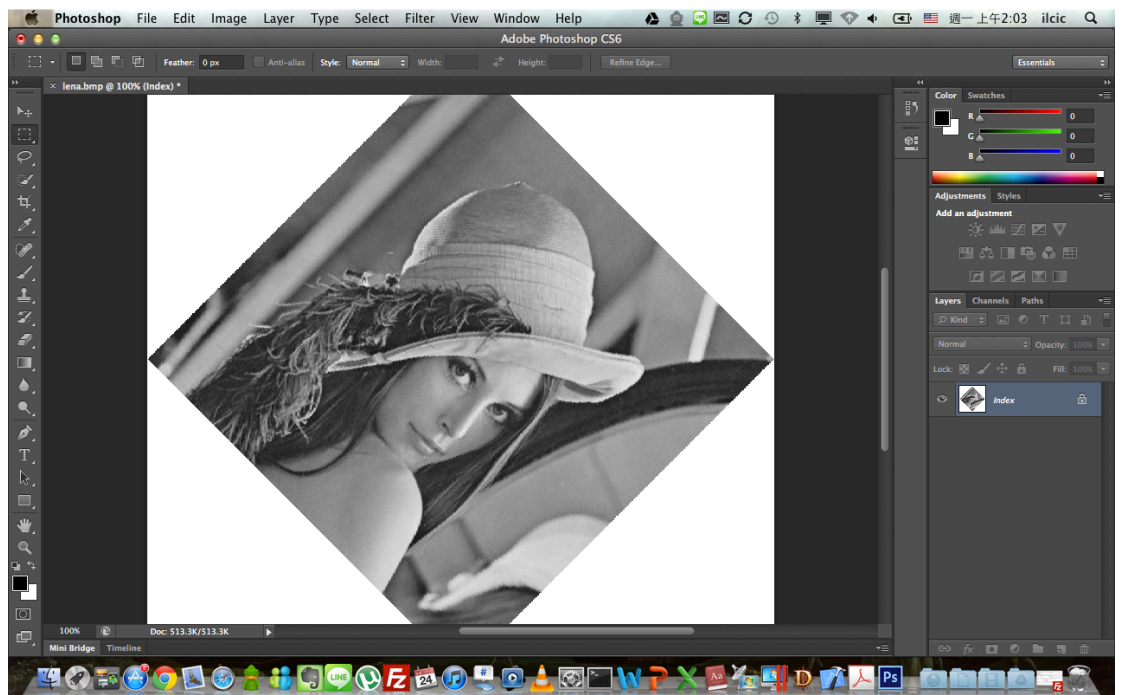 Photoshop File Edit Image Layer Type Select Filter View Window Help 週一上午2:03 ilcic
Adobe Photoshop CS6
Feather: 0 px Anti-alias Style: Normal Width: Height: Refine Edge... Essentials
× lena.bmp @ 100% (Index) *
Color Swatches
R 0
G 0
B 0
Adjustments Styles
Add an adjustment
Layers Channels Paths
Kind
Normal Opacity: 100%
Lock: Fill: 100%
Index
T
100% Doc: 513.3K/513.3K
Mini Bridge Timeline
LINE
24
Ps